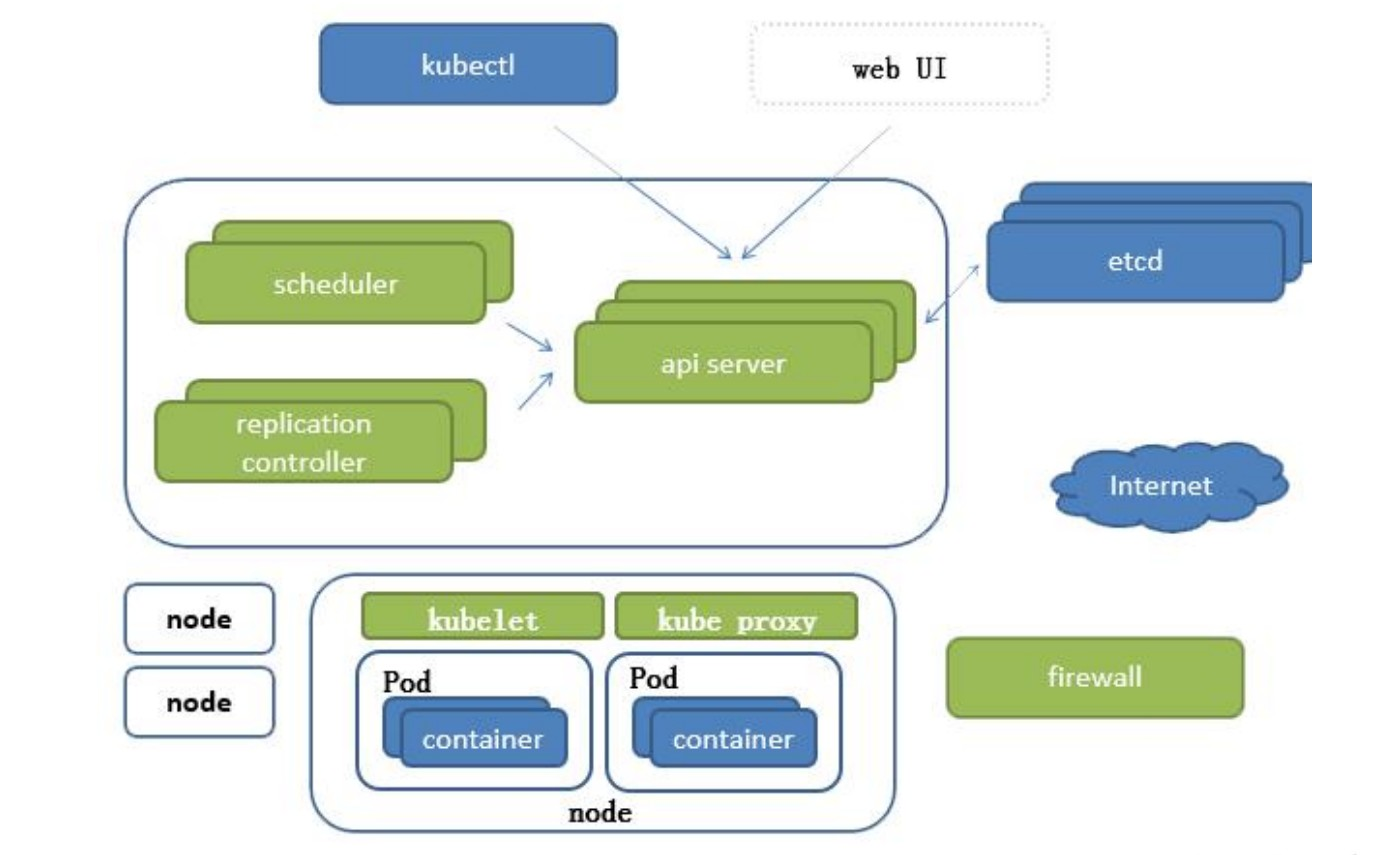 kubectl
web UI
scheduler
etcd
api server
replication
controller
Internet
node
node
kubelet
kube proxy
Pod
container
Pod
container
node
firewall